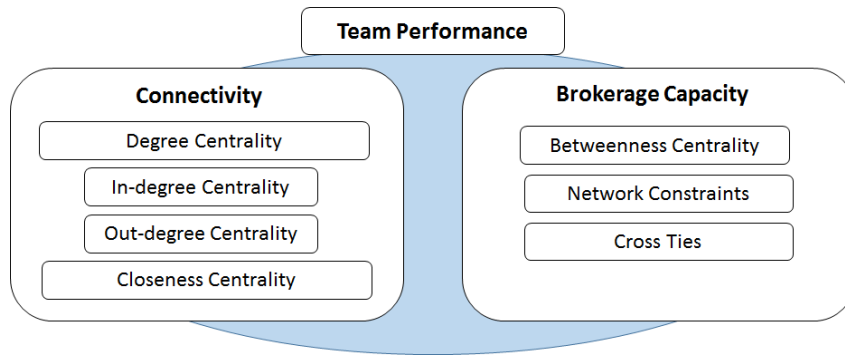 Team Performance
Connectivity
Degree Centrality
In-degree Centrality
Out-degree Centrality
Closeness Centrality
Brokerage Capacity
Betweenness Centrality
Network Constraints
Cross Ties